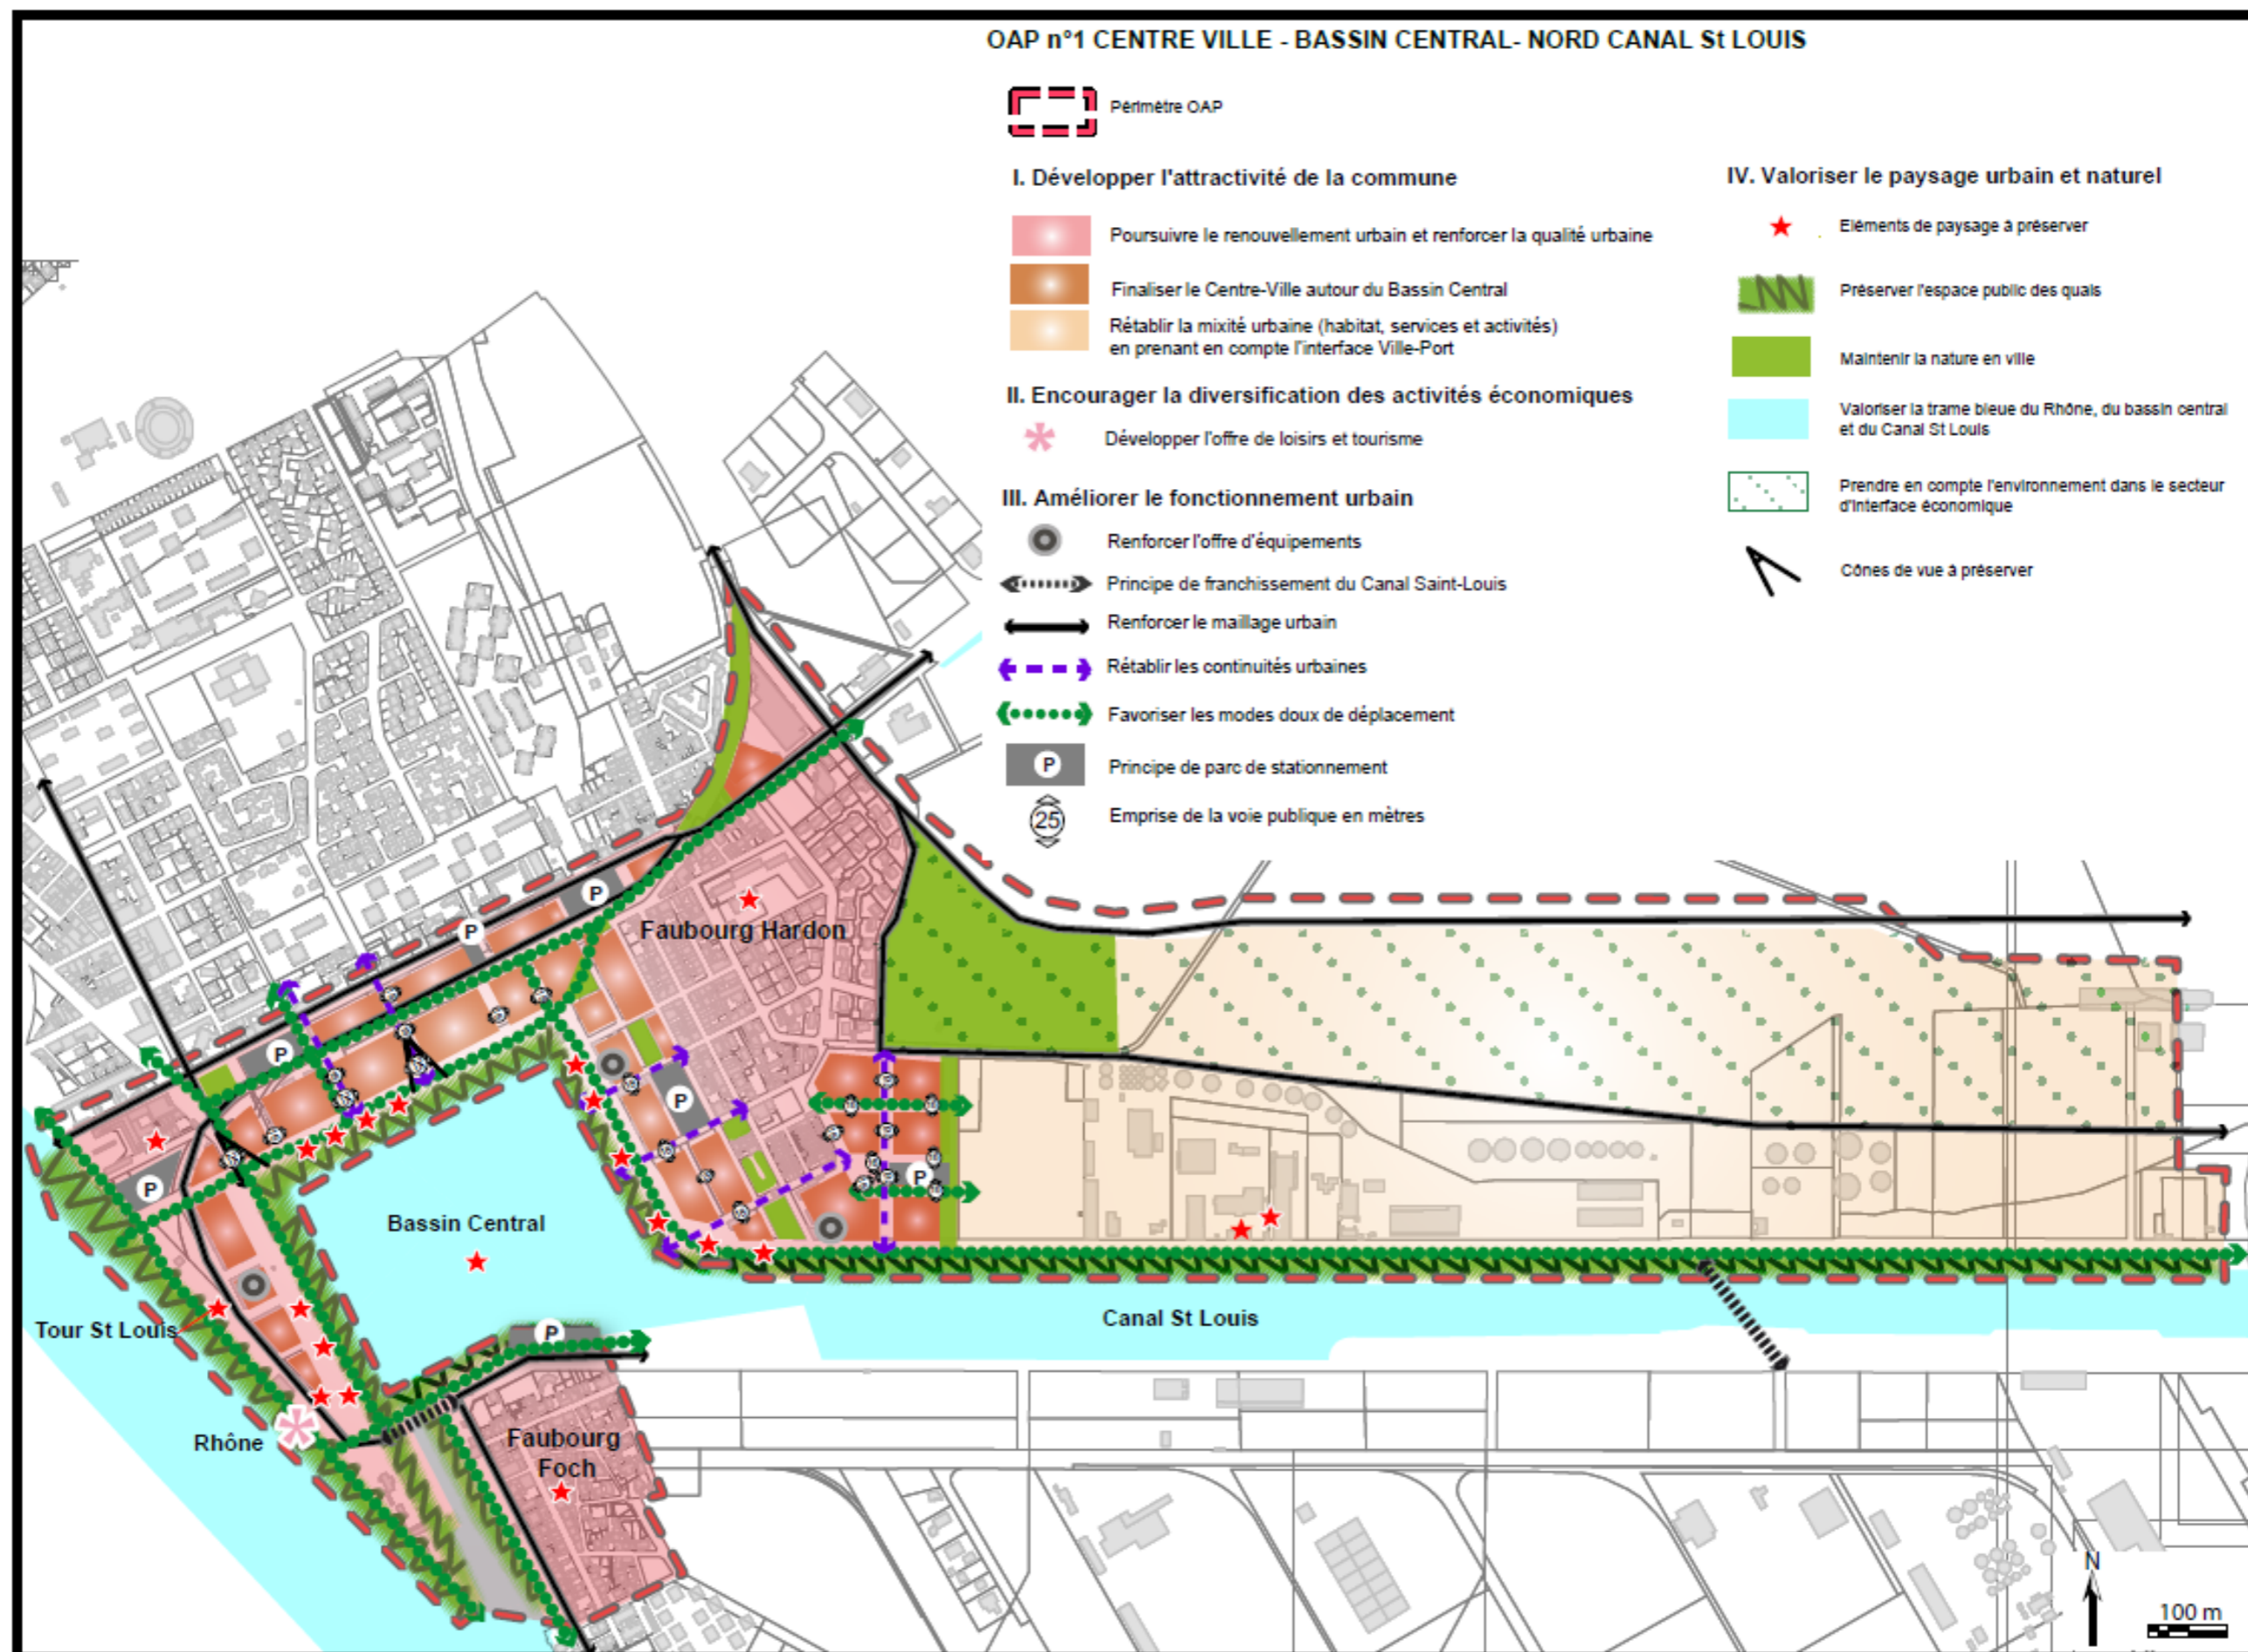 OAP n°1 CENTRE VILLE - BASSIN CENTRAL- NORD CANAL St LOUIS
Périmètre OAP
I. Développer l'attractivité de la commune
Poursuivre le renouvellement urbain et renforcer la qualité urbaine
Finaliser le Centre-Ville autour du Bassin Central
Rétablir la mixité urbaine (habitat, services et activités)
en prenant en compte l'interface Ville-Port
II. Encourager la diversification des activités économiques
Développer l'offre de loisirs et tourisme
III. Améliorer le fonctionnement urbain
Renforcer l'offre d'équipements
Principe de franchissement du Canal Saint-Louis
Renforcer le maillage urbain
Rétablir les continuités urbaines
Favoriser les modes doux de déplacement
P
Principe de parc de stationnement
25
Emprise de la voie publique en mètres
IV. Valoriser le paysage urbain et naturel
Eléments de paysage à préserver
Préserver l'espace public des quais
Maintenir la nature en ville
Valoriser la trame bleue du Rhône, du bassin central
et du Canal St Louis
Prendre en compte l'environnement dans le secteur
d'interface économique
Cônes de vue à préserver
P
P
Faubourg Hardon
P
P
P
P
Bassin Central
Tour St Louis
P
Canal St Louis
Rhône
Faubourg
Foch
N
100 m